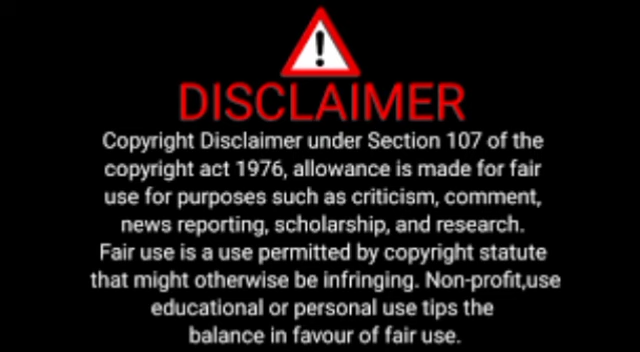 DISCLAIMER
Copyright Disclaimer under Section 107 of the
copyright act 1976, allowance is made for fair
use for purposes such as criticism, comment,
news reporting, scholarship, and research.
Fair use is a use permitted by copyright statute
that might otherwise be infringing. Non-profit,use
educational or personal use tips the
balance in favour of fair use.